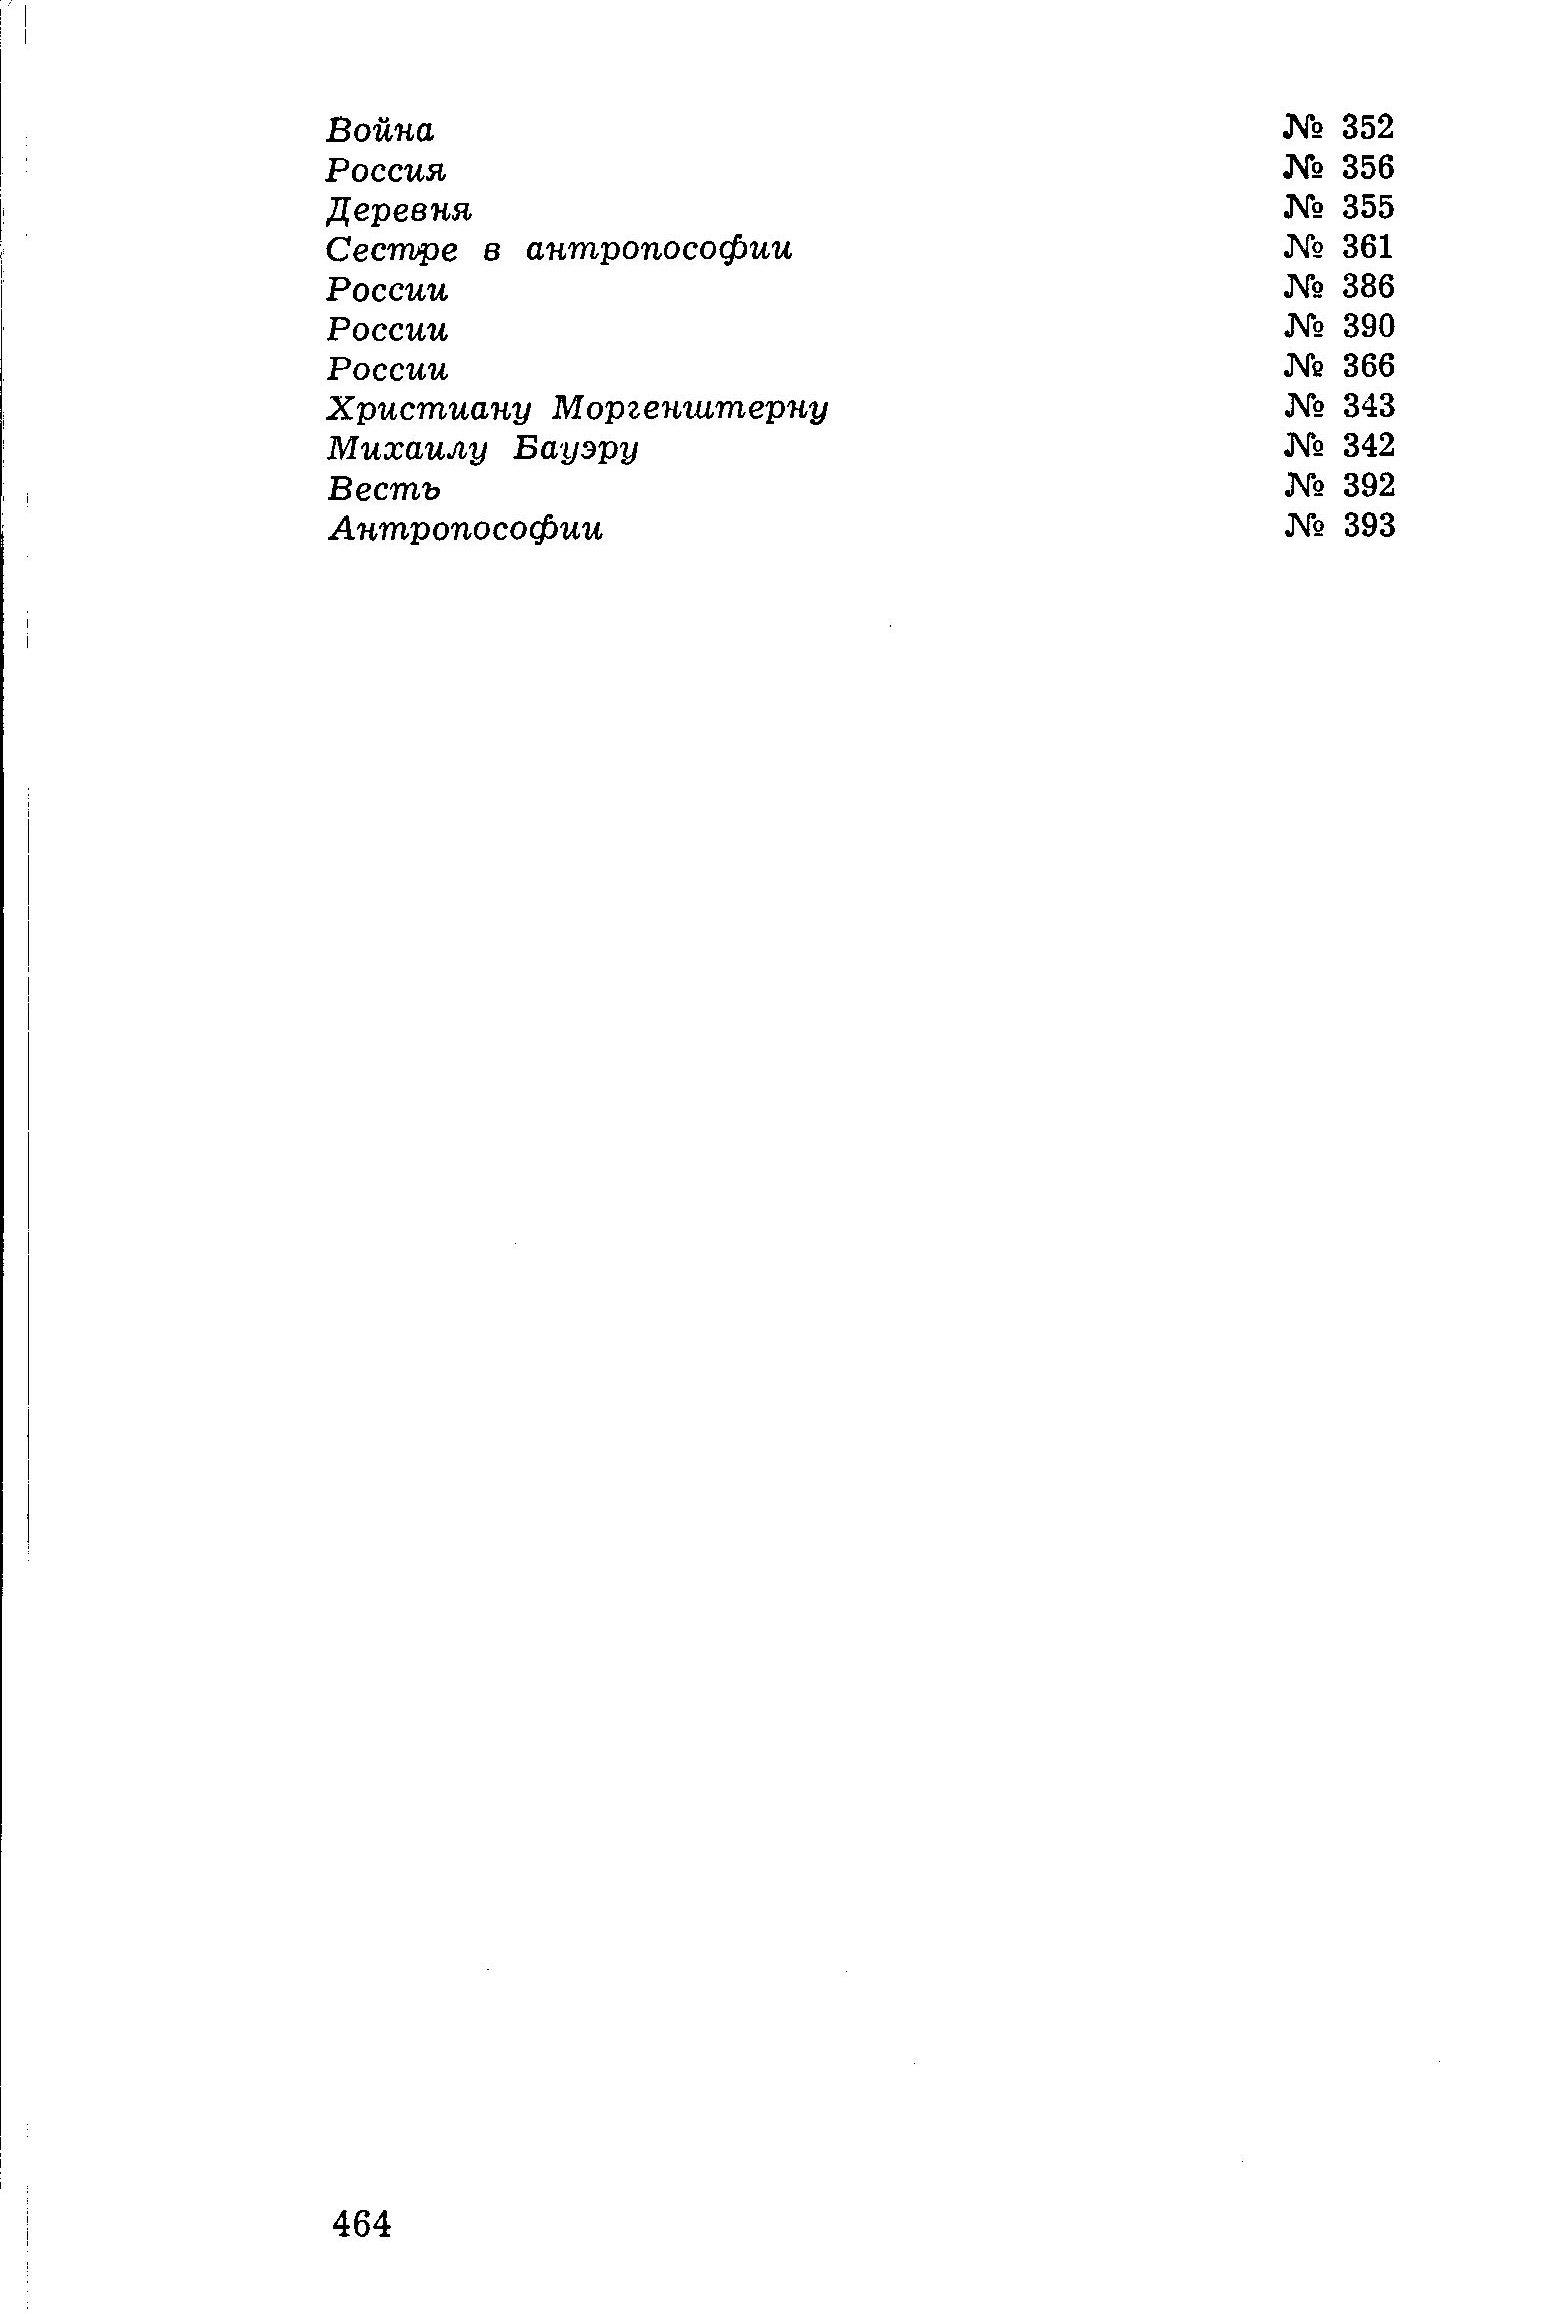 Война № 352
Россия № 356
Деревня № 355
Сестре в антропософии № 361
России № 386
России № 390
России № 366
Христиану Моргенштерну № 343
Михаилу Бауэру № 342
Весть № 392
Антропософии № 393
464